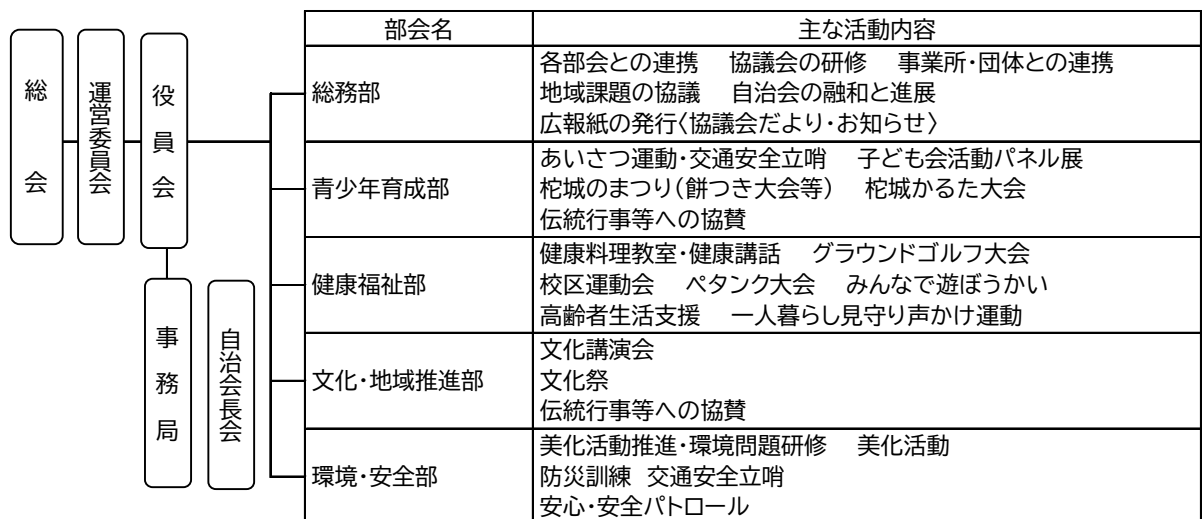 総会
運営委員会
役員会
事務局
自治会長会
部会名 主な活動内容
総務部
各部会との連携 協議会の研修 事業所・団体との連携
地域課題の協議 自治会の融和と進展
広報紙の発行〈協議会だより・お知らせ〉
青少年育成部
あいさつ運動・交通安全立哨 子ども会活動パネル展
柁城のまつり(餅つき大会等) 柁城かるた大会
伝統行事等への協賛
健康福祉部
健康料理教室・健康講話 グラウンドゴルフ大会
校区運動会 ペタンク大会 みんなで遊ぼうかい
高齢者生活支援 一人暮らし見守り声かけ運動
文化・地域推進部
文化講演会
文化祭
伝統行事等への協賛
環境・安全部
美化活動推進・環境問題研修 美化活動
防災訓練 交通安全立哨
安心・安全パトロール